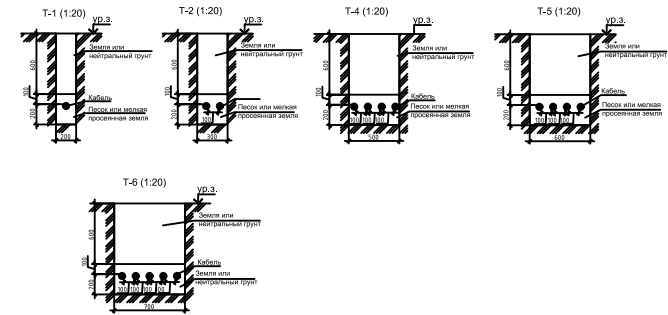 Т-1 (1:20)
ур.з.
Земля или
нейтральный грунт
600
100
200
Кабель
Песок или мелкая
просеянная земля
200
Т-2 (1:20)
ур.з.
Земля или
нейтральный грунт
600
100
200
Песок или мелкая
просеянная земля
100
300
Т-4 (1:20)
ур.з.
Земля или
нейтральный грунт
600
100
200
Кабель
Песок или мелкая
просеянная земля
100 100 100
500
Т-5 (1:20)
ур.з.
Земля или
нейтральный грунт
600
100
200
Кабель
Песок или мелкая
просеянная земля
100 100 100
600
Т-6 (1:20)
ур.з.
Земля или
нейтральный грунт
600
100
Кабель
Земля или
нейтральный грунт
100 100 100 100
700